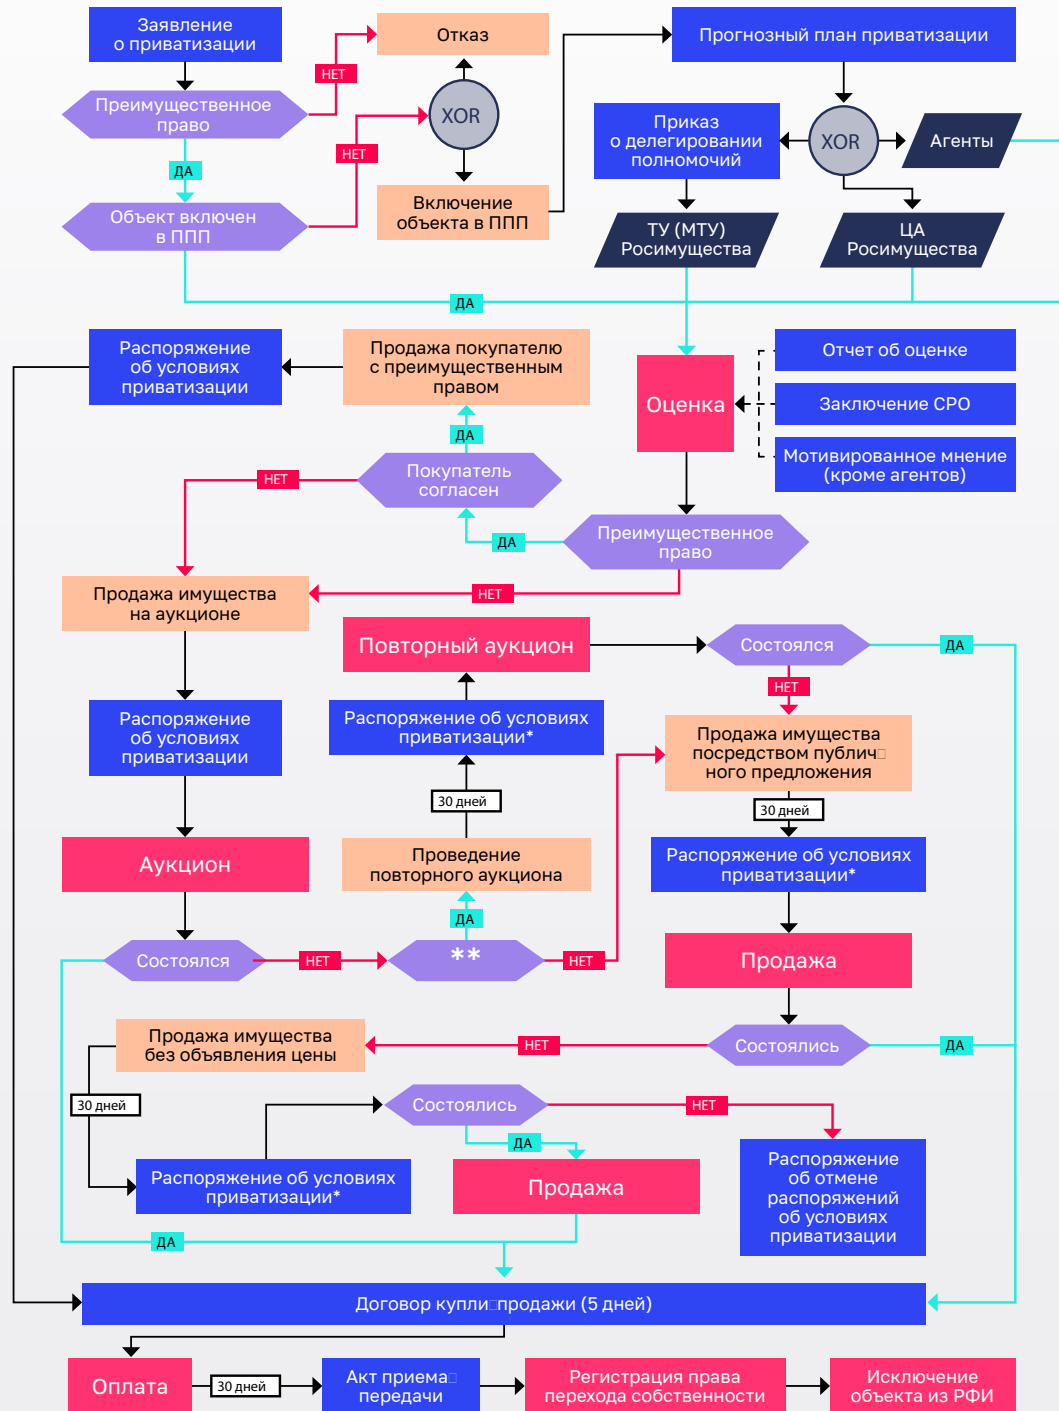 Заявление
о приватизации
Отказ
Прогнозный план приватизации
НЕТ
Преимущественное
право
XOR
Приказ
о делегировании
полномочий
XOR
Агенты
НЕТ
ДА
Объект включен
в ППП
Включение
объекта в ППП
ТУ (МТУ)
Росимущества
ЦА
Росимущества
ДА
Распоряжение
об условиях
приватизации
Продажа покупателю
с преимущественным
правом
Оценка
Отчет об оценке
Заключение СРО
Мотивированное мнение
(кроме агентов)
ДА
Покупатель
согласен
НЕТ
ДА
Преимущественное
право
НЕТ
Продажа имущества
на аукционе
Повторный аукцион
Состоялся
ДА
НЕТ
Распоряжение
об условиях
приватизации
Распоряжение об условиях
приватизации*
Продажа имущества
посредством публич□
ного предложения
30 дней
30 дней
Аукцион
Проведение
повторного аукциона
Распоряжение об условиях
приватизации*
ДА
Состоялся
НЕТ
**
НЕТ
Продажа
Продажа имущества
без объявления цены
НЕТ
Состоялись
ДА
30 дней
Состоялись
НЕТ
ДА
Распоряжение об условиях
приватизации*
Продажа
Распоряжение
об отмене
распоряжений
об условиях
приватизации
ДА
Договор купли□продажи (5 дней)
Оплата
30 дней
Акт приема□
передачи
Регистрация права
перехода собственности
Исключение
объекта из РФИ